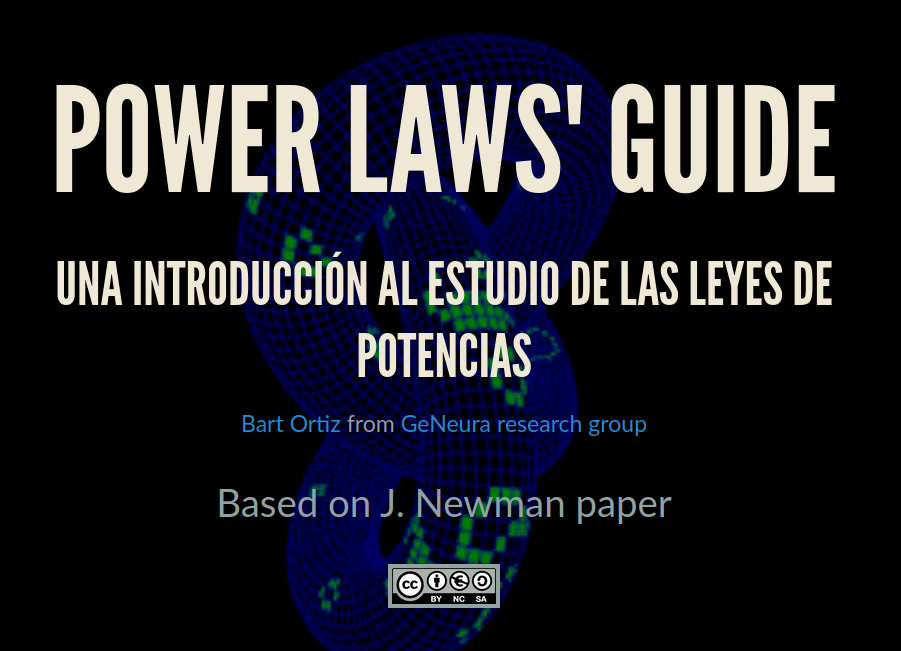 POWER LAWS' GUIDE
UNA INTRODUCCIÓN AL ESTUDIO DE LAS LEYES DE
POTENCIAS
Bart Ortiz from GeNeura research group
Based on J. Newman paper
cc
BY NC SA